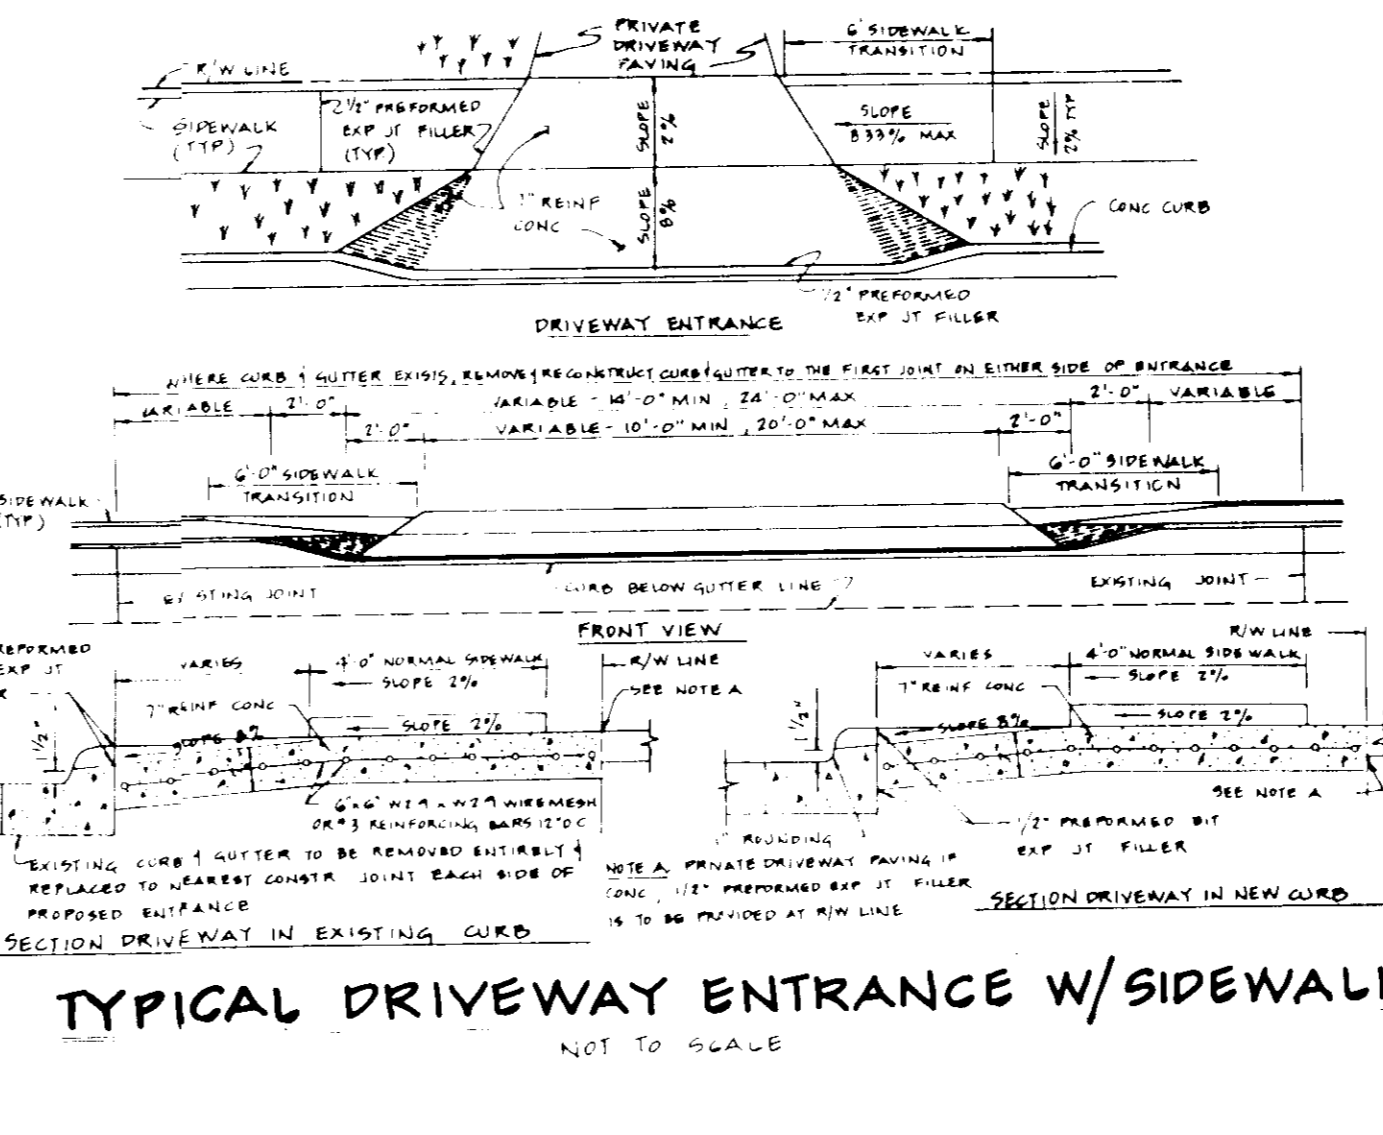 PRIVATE
DRIVEWAY
PAVING
6' SIDEWALK
TRANSITION
R/W LINE
SIDEWALK
(TYP)
2 1/2" PREFORMED
EXP JT FILLER
(TYP.)
SLOPE
2%
SLOPE
8.33% MAX
SLOPE
2% TYP
7" REINF
CONC
SLOPE
8%
CONC CURB
1/2" PREFORMED
EXP JT FILLER
DRIVEWAY ENTRANCE
WHERE CURB & GUTTER EXISTS, REMOVE & RECONSTRUCT CURB & GUTTER TO THE FIRST JOINT ON EITHER SIDE OF ENTRANCE
VARIABLE 2'-0" VARIABLE - 14'-0" MIN, 24'-0" MAX 2'-0" VARIABLE
2'-0" VARIABLE - 10'-0" MIN, 20'-0" MAX 2'-0"
6'-0" SIDEWALK
TRANSITION
6'-0" SIDEWALK
TRANSITION
SIDEWALK
(TYP)
EXISTING JOINT
CURB BELOW GUTTER LINE
EXISTING JOINT
FRONT VIEW
REFORMED
EXP JT
R
VARIES
4'-0" NORMAL SIDEWALK
SLOPE 2%
R/W LINE
SEE NOTE A
7" REINF CONC
SLOPE 2%
SLOPE 8%
1 1/2"
6"x6" W2.9 x W2.9 WIRE MESH
OR #3 REINFORCING BARS 12" O C
EXISTING CURB & GUTTER TO BE REMOVED ENTIRELY &
REPLACED TO NEAREST CONSTR JOINT EACH SIDE OF
PROPOSED ENTRANCE
SECTION DRIVEWAY IN EXISTING CURB
R/W LINE
VARIES
4'-0" NORMAL SIDEWALK
SLOPE 2%
7" REINF CONC
SLOPE 2%
SLOPE 8%
1 1/2"
SEE NOTE A
1/2" PREFORMED BIT
EXP JT FILLER
1" ROUNDING
NOTE A PRIVATE DRIVEWAY PAVING IF
CONC, 1/2" PREFORMED EXP JT FILLER
IS TO BE PROVIDED AT R/W LINE
SECTION DRIVEWAY IN NEW CURB
TYPICAL DRIVEWAY ENTRANCE W/SIDEWALK
NOT TO SCALE